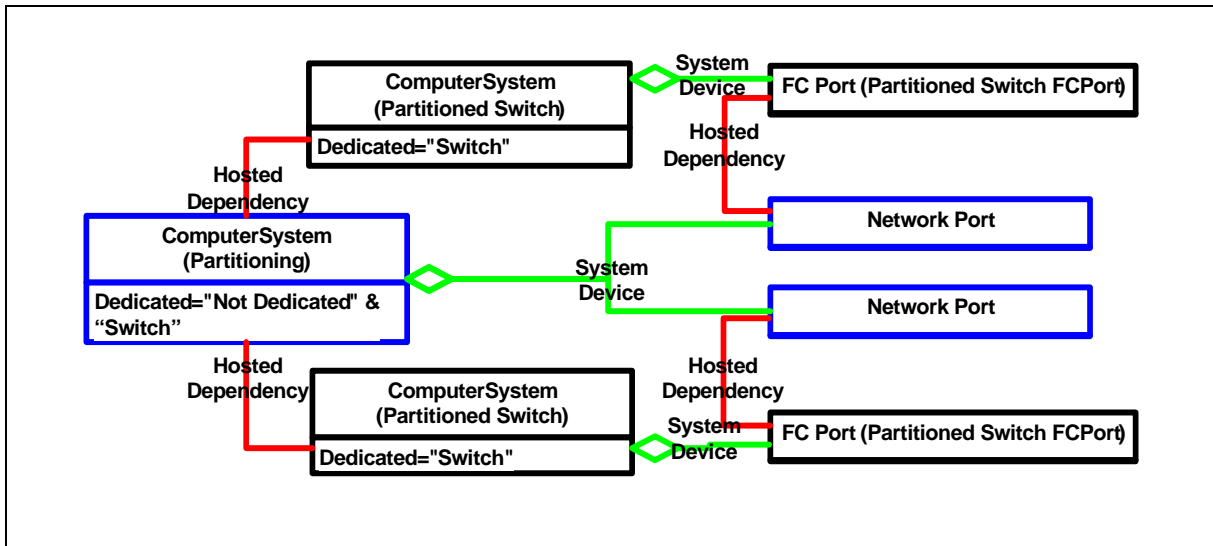 ComputerSystem
(Partitioned Switch)
Dedicated="Switch"
System
Device
FC Port (Partitioned Switch FCPort)
Hosted
Dependency
Hosted
Dependency
Network Port
ComputerSystem
(Partitioning)
Dedicated="Not Dedicated" &
“Switch”
System
Device
Network Port
Hosted
Dependency
Hosted
Dependency
ComputerSystem
(Partitioned Switch)
Dedicated="Switch"
System
Device
FC Port (Partitioned Switch FCPort)